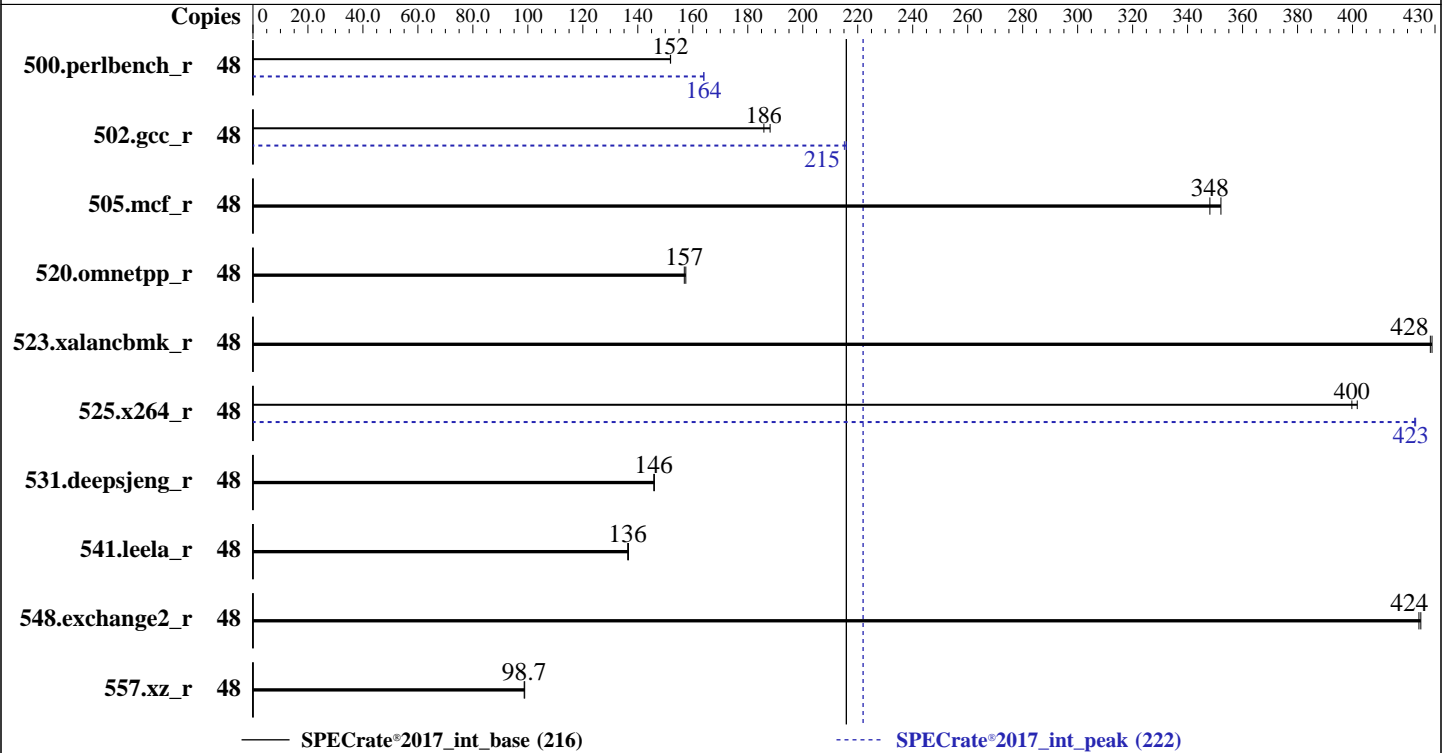 Copies 0 20.0 40.0 60.0 80.0 100 120 140 160 180 200 220 240 260 280 300 320 340 360 380 400 430
152
500.perlbench_r 48
164
186
502.gcc_r 48
215
348
505.mcf_r 48
157
520.omnetpp_r 48
428
523.xalancbmk_r 48
400
525.x264_r 48
423
146
531.deepsjeng_r 48
136
541.leela_r 48
424
548.exchange2_r 48
98.7
557.xz_r 48
SPECrate®2017_int_base (216) SPECrate®2017_int_peak (222)